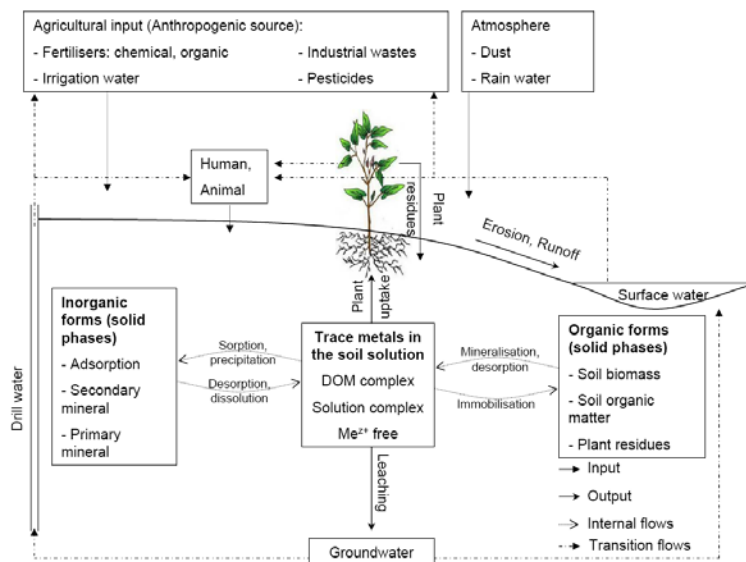 Agricultural input (Anthropogenic source):
- Fertilisers: chemical, organic
- Industrial wastes
- Irrigation water
- Pesticides
Atmosphere
- Dust
- Rain water
Human,
Animal
Plant
residues
Erosion, Runoff
Surface water
Drill water
Plant
uptake
Inorganic forms (solid
phases)
- Adsorption
- Secondary
mineral
- Primary
mineral
Sorption,
precipitation
Desorption,
dissolution
Trace metals in
the soil solution
DOM complex
Solution complex
Me^{z+} free
Mineralisation,
desorption
Immobilisation
Organic forms
(solid phases)
- Soil biomass
- Soil organic
matter
- Plant residues
Leaching
Groundwater
Input
Output
Internal flows
Transition flows